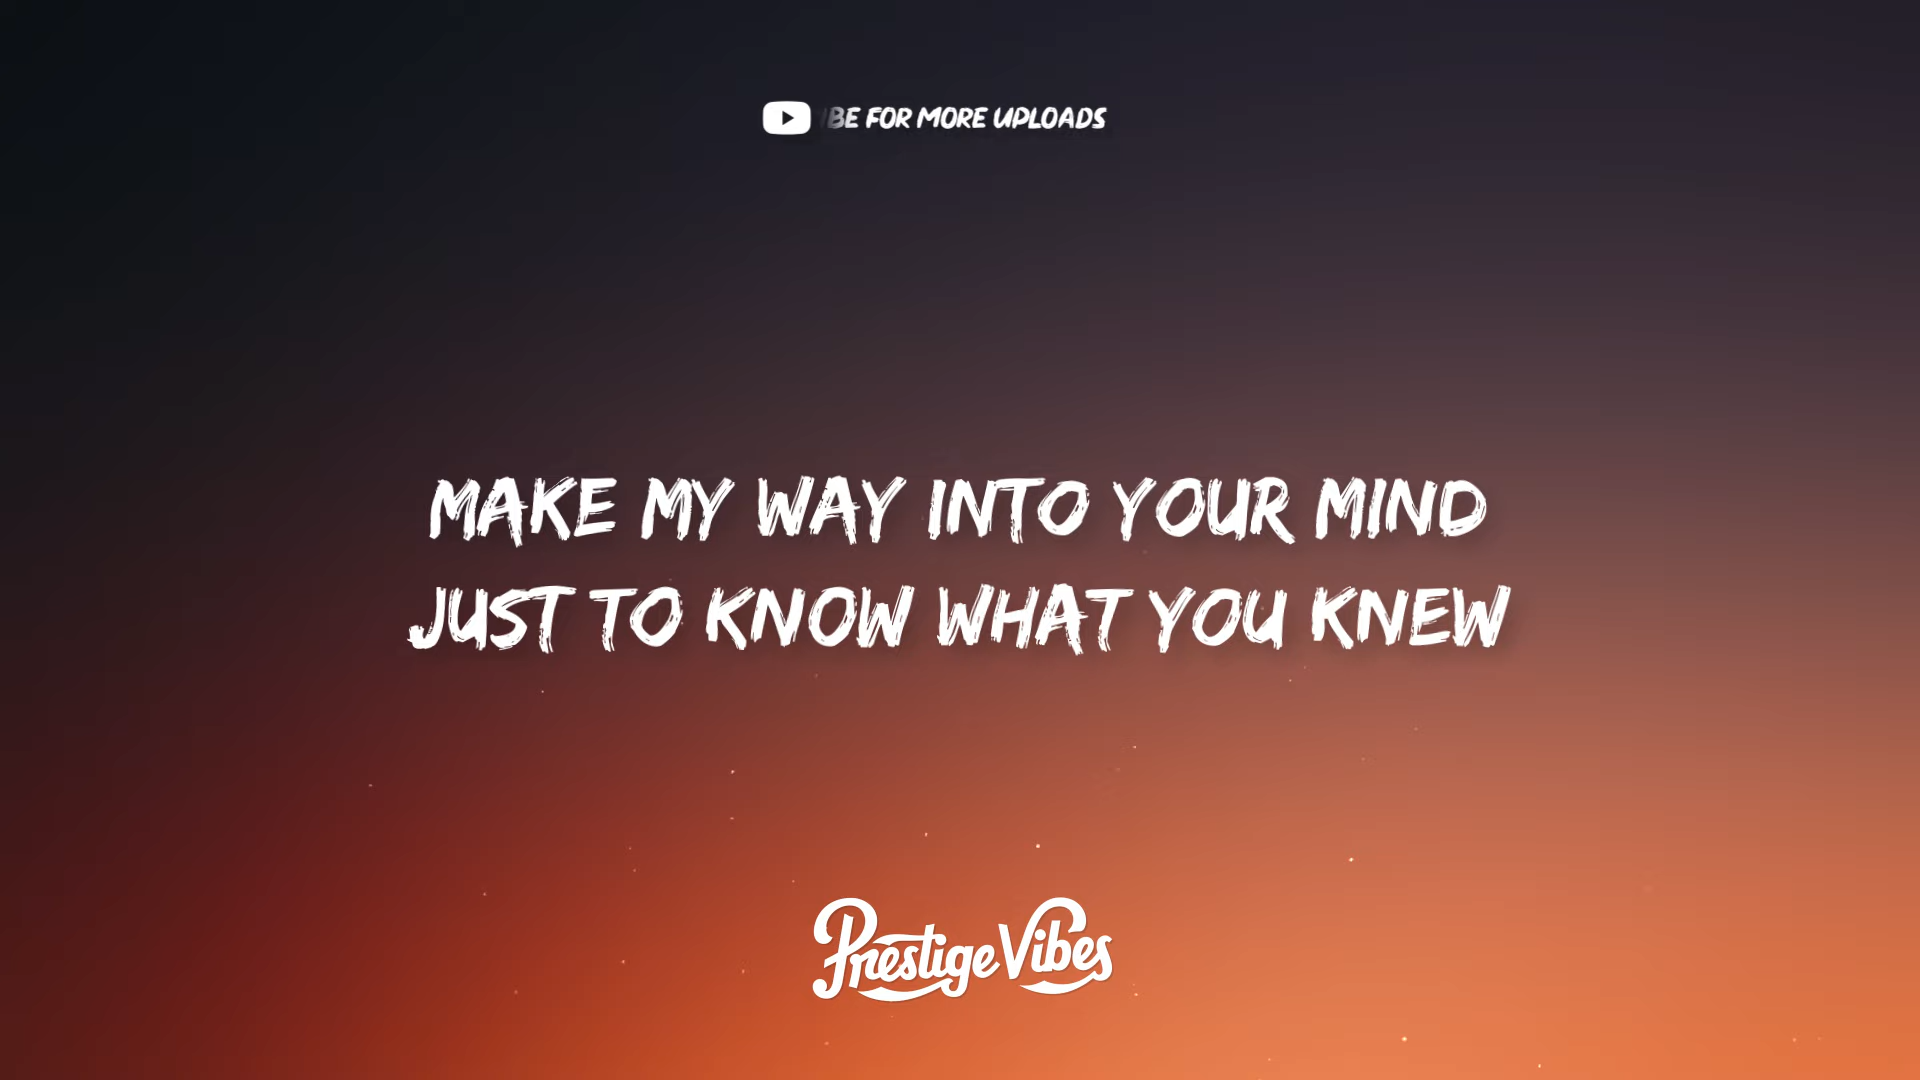 BE FOR MORE UPLOADS
MAKE MY WAY INTO YOUR MIND
JUST TO KNOW WHAT YOU KNEW
Prestige Vibes